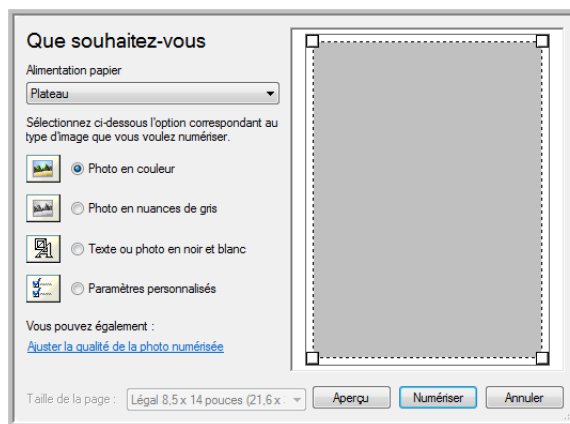 Que souhaitez-vous
Alimentation papier
Plateau
Sélectionnez ci-dessous l'option correspondant au
type d'image que vous voulez numériser.
Photo en couleur
Photo en nuances de gris
Texte ou photo en noir et blanc
Paramètres personnalisés
Vous pouvez également :
Ajuster la qualité de la photo numérisée
Taille de la page : Légal 8,5 x 14 pouces (21,6 x Aperçu Numériser Annuler